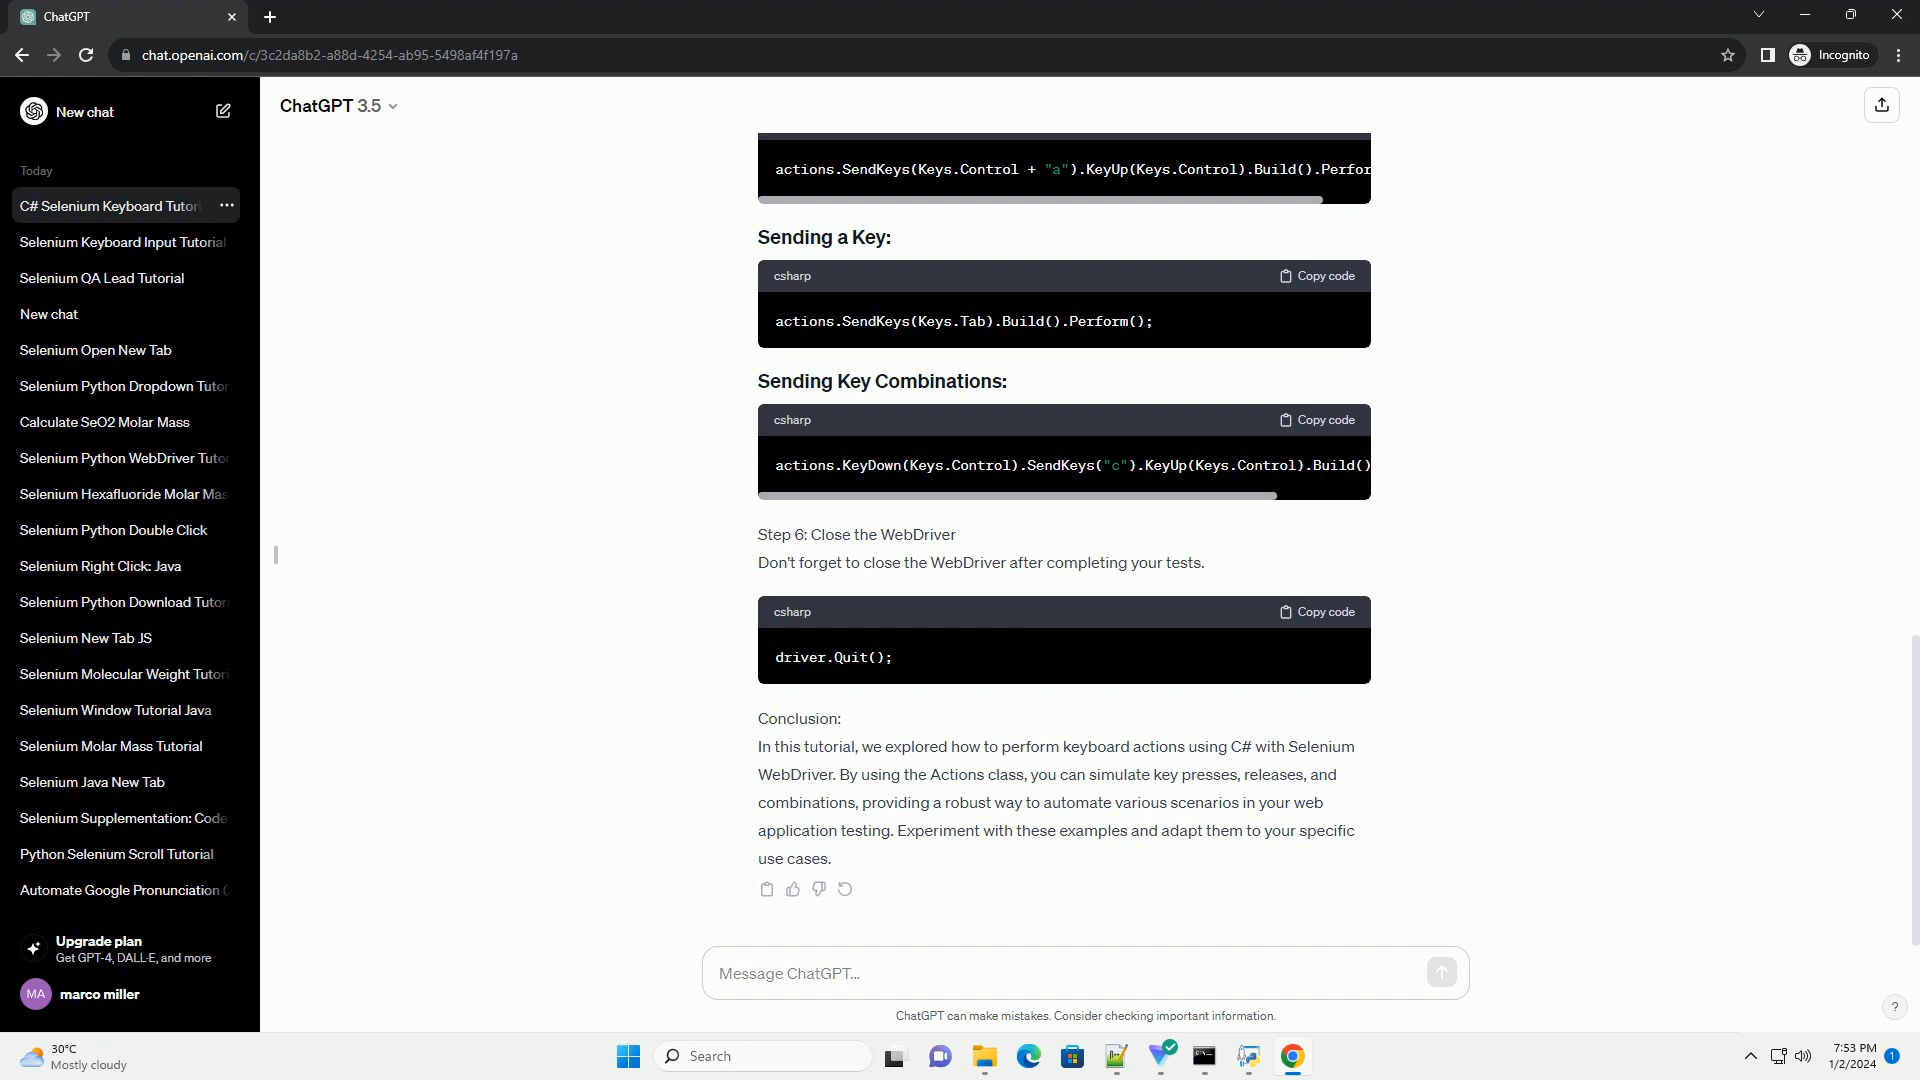 ChatGPT
chat.openai.com/c/3c2da8b2-a88d-4254-ab95-5498af4f197a
Incognito
New chat
ChatGPT 3.5
Today
C# Selenium Keyboard Tutori
Selenium Keyboard Input Tutorial
Selenium QA Lead Tutorial
New chat
Selenium Open New Tab
Selenium Python Dropdown Tutor
Calculate SeO2 Molar Mass
Selenium Python WebDriver Tutor
Selenium Hexafluoride Molar Mas
Selenium Python Double Click
Selenium Right Click: Java
Selenium Python Download Tutori
Selenium New Tab JS
Selenium Molecular Weight Tutori
Selenium Window Tutorial Java
Selenium Molar Mass Tutorial
Selenium Java New Tab
Selenium Supplementation: Code
Python Selenium Scroll Tutorial
Automate Google Pronunciation (
Upgrade plan
Get GPT-4, DALL·E, and more
MA
marco miller
actions.SendKeys(Keys.Control + "a").KeyUp(Keys.Control).Build().Perfor
Sending a Key:
csharp
Copy code
actions.SendKeys(Keys.Tab).Build().Perform();
Sending Key Combinations:
csharp
Copy code
actions.KeyDown(Keys.Control).SendKeys("c").KeyUp(Keys.Control).Build()
Step 6: Close the WebDriver
Don't forget to close the WebDriver after completing your tests.
csharp
Copy code
driver.Quit();
Conclusion:
In this tutorial, we explored how to perform keyboard actions using C# with Selenium
WebDriver. By using the Actions class, you can simulate key presses, releases, and
combinations, providing a robust way to automate various scenarios in your web
application testing. Experiment with these examples and adapt them to your specific
use cases.
Message ChatGPT...
ChatGPT can make mistakes. Consider checking important information.
?
30°C
Mostly cloudy
Search
7:53 PM
1/2/2024
1